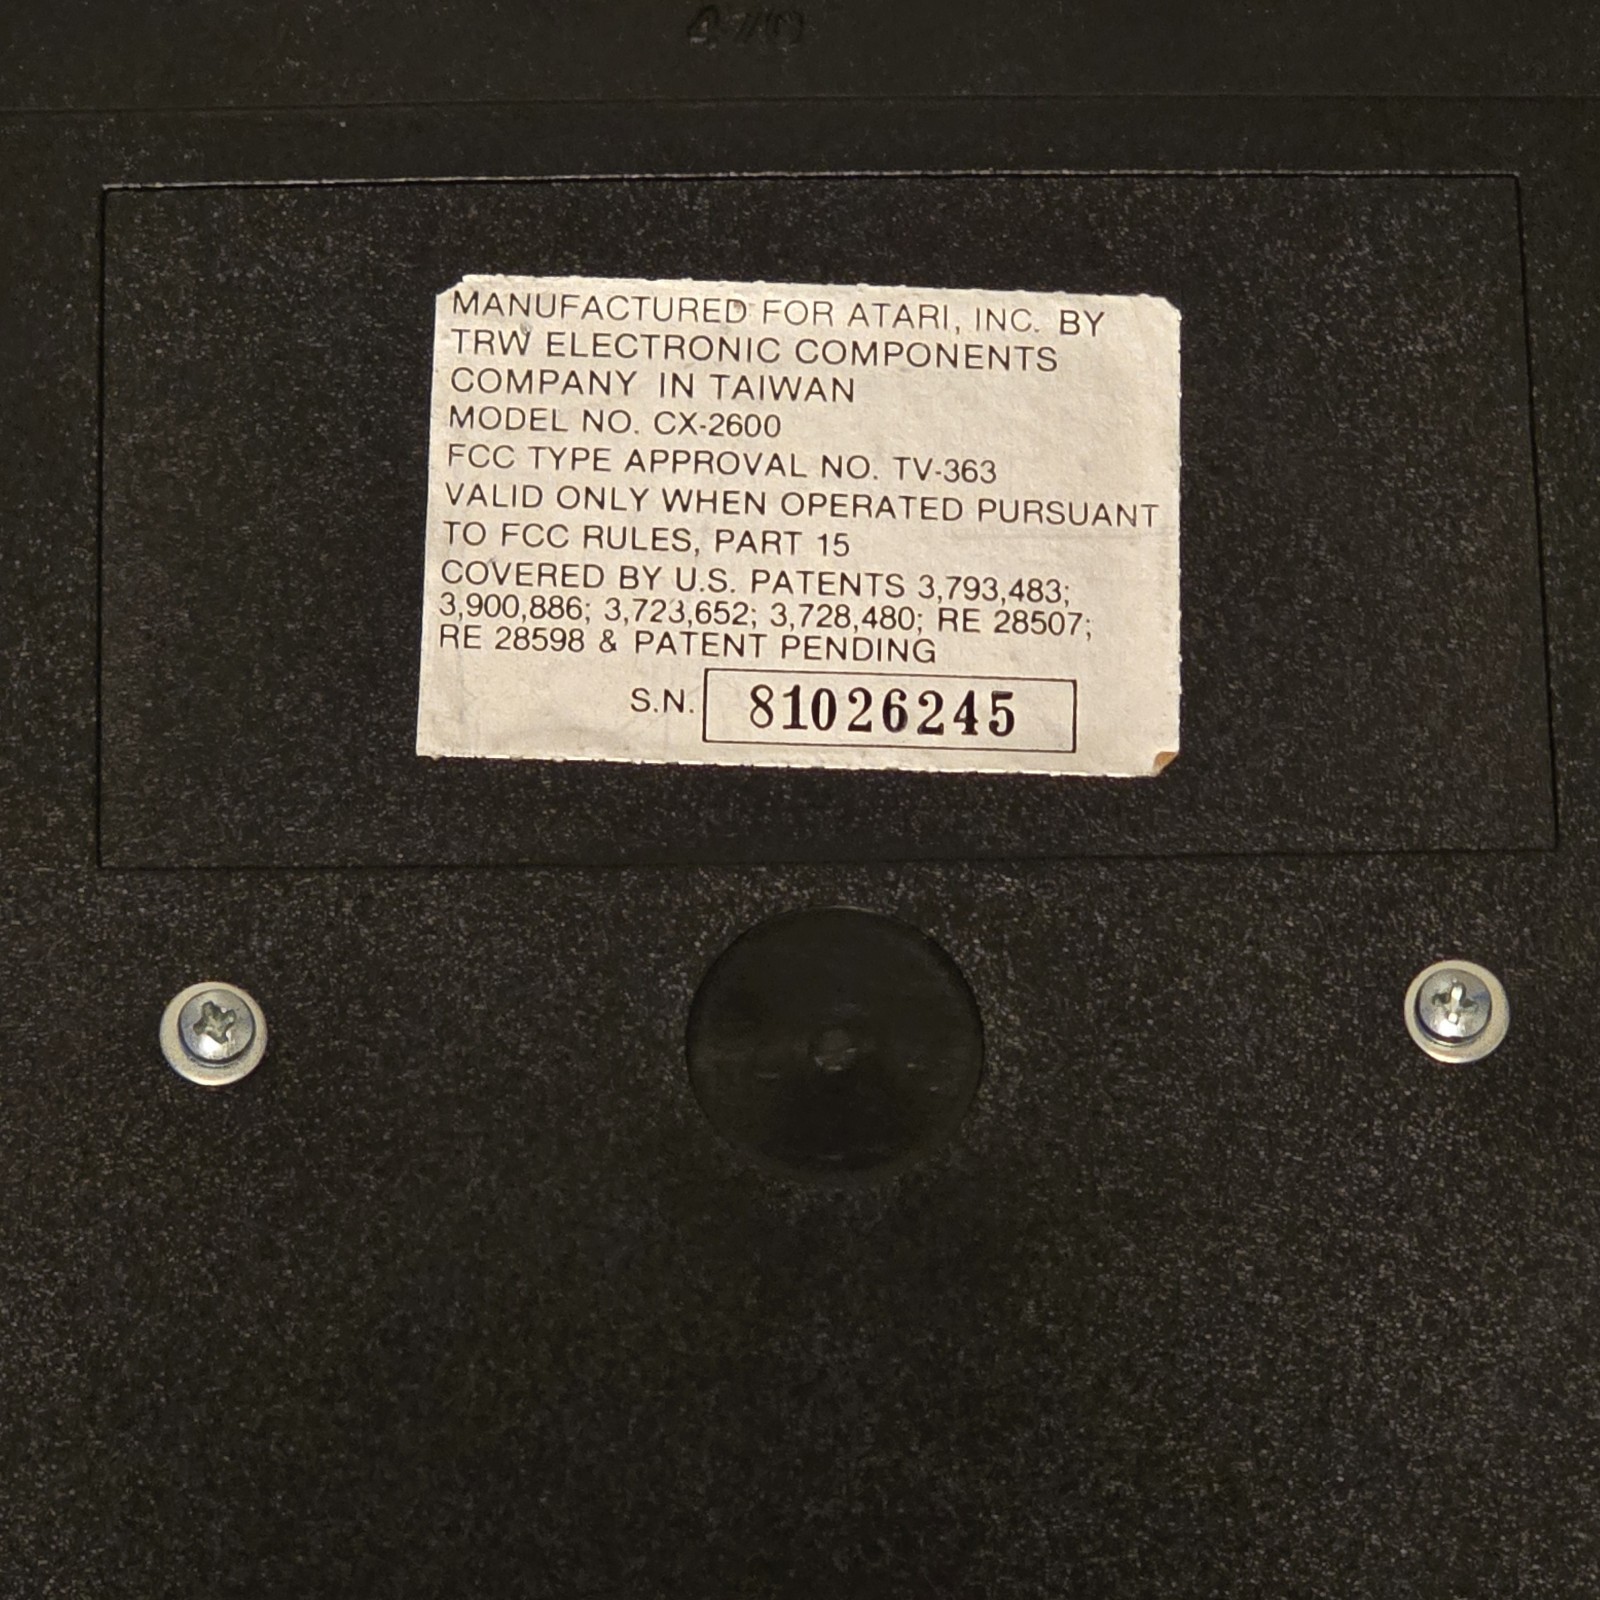 MANUFACTURED FOR ATARI, INC. BY
TRW ELECTRONIC COMPONENTS
COMPANY IN TAIWAN
MODEL NO. CX-2600
FCC TYPE APPROVAL NO. TV-363
VALID ONLY WHEN OPERATED PURSUANT
TO FCC RULES, PART 15
COVERED BY U.S. PATENTS 3,793,483;
3,900,886; 3,723,652; 3,728,480; RE 28507;
RE 28598 & PATENT PENDING
S.N. 81026245